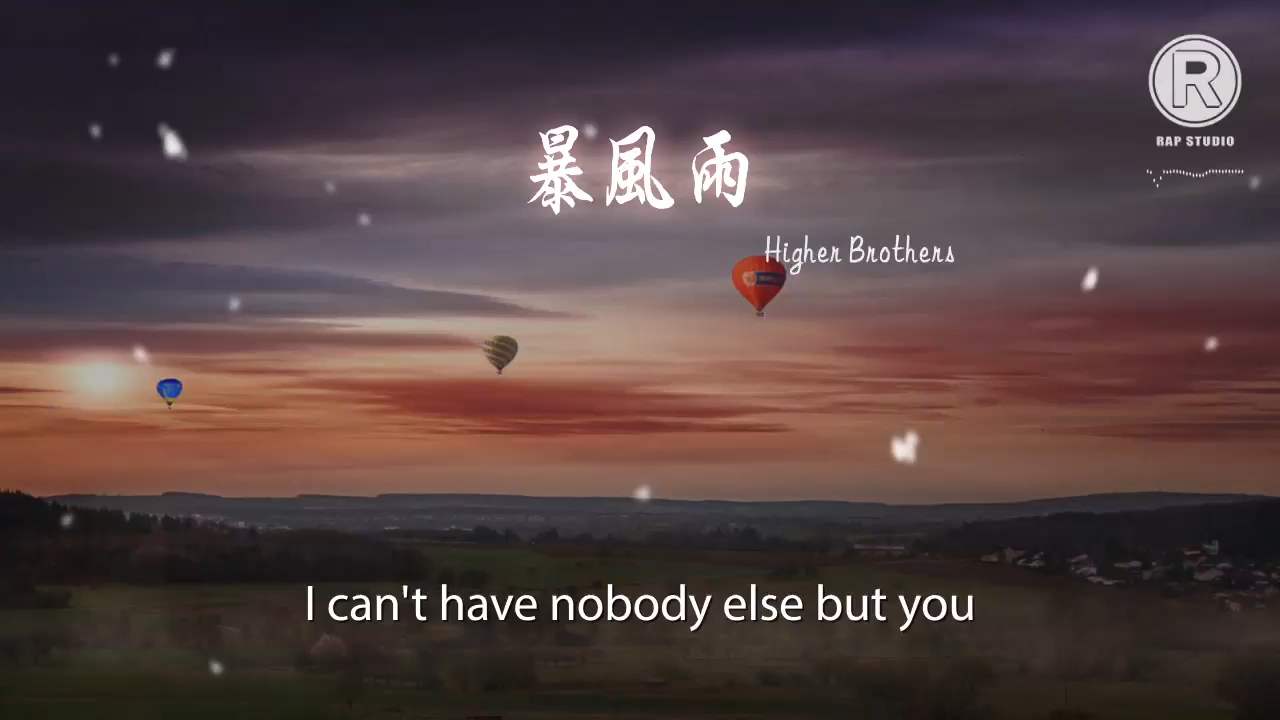 暴風雨
Higher Brothers
R
RAP STUDIO
I can't have nobody else but you